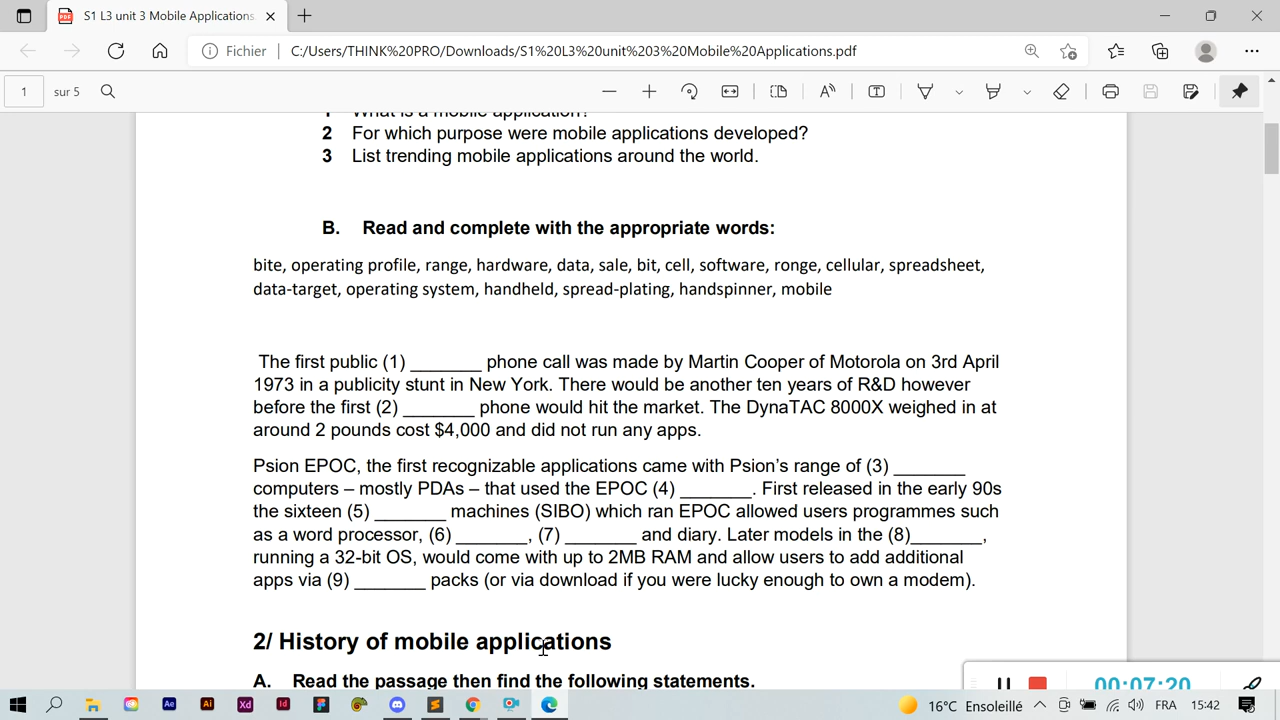 S1 L3 unit 3 Mobile Applications.
Fichier C:/Users/THINK%20PRO/Downloads/S1%20L3%20unit%203%20Mobile%20Applications.pdf
1 sur 5
1 What is a mobile application?
2 For which purpose were mobile applications developed?
3 List trending mobile applications around the world.
B. Read and complete with the appropriate words:
bite, operating profile, range, hardware, data, sale, bit, cell, software, ronge, cellular, spreadsheet,
data-target, operating system, handheld, spread-plating, handspinner, mobile
The first public (1) _______ phone call was made by Martin Cooper of Motorola on 3rd April
1973 in a publicity stunt in New York. There would be another ten years of R&D however
before the first (2) _______ phone would hit the market. The DynaTAC 8000X weighed in at
around 2 pounds cost $4,000 and did not run any apps.
Psion EPOC, the first recognizable applications came with Psion's range of (3) _______
computers – mostly PDAs – that used the EPOC (4) _______. First released in the early 90s
the sixteen (5) _______ machines (SIBO) which ran EPOC allowed users programmes such
as a word processor, (6) _______, (7) _______ and diary. Later models in the (8)_______,
running a 32-bit OS, would come with up to 2MB RAM and allow users to add additional
apps via (9) _______ packs (or via download if you were lucky enough to own a modem).
2/ History of mobile applications
A. Read the passage then find the following statements.
00:07:20
16°C Ensoleillé FRA 15:42